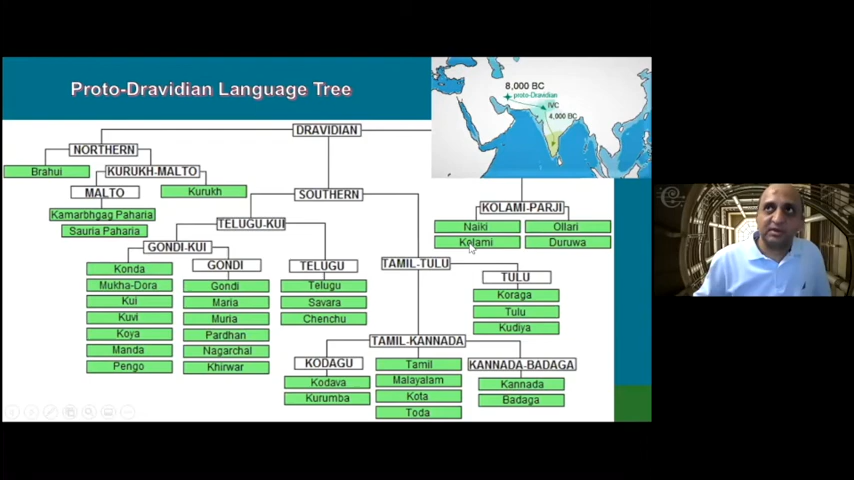 Proto-Dravidian Language Tree
8,000 BC
proto-Dravidian
IVC
4,000 BC
DRAVIDIAN
NORTHERN
Brahui
KURUKH-MALTO
MALTO
Kurukh
Kamarbhgag Paharia
Sauria Paharia
SOUTHERN
TELUGU-KUI
GONDI-KUI
Konda
Mukha-Dora
Kui
Kuvi
Koya
Manda
Pengo
GONDI
Gondi
Maria
Muria
Pardhan
Nagarchal
Khirwar
TELUGU
Telugu
Savara
Chenchu
TAMIL-TULU
TULU
Koraga
Tulu
Kudiya
TAMIL-KANNADA
KODAGU
Kodava
Kurumba
Tamil
Malayalam
Kota
Toda
KANNADA-BADAGA
Kannada
Badaga
KOLAMI-PARJI
Naiki
Kolami
Ollari
Duruwa